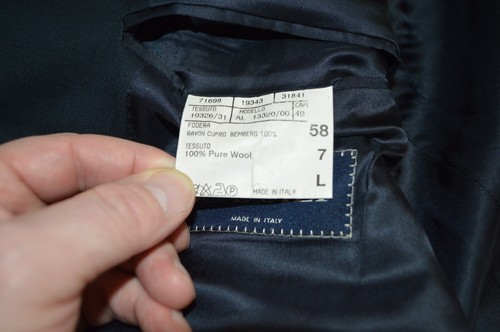 71698 19343 31841
TESSUTO MODELLO CAV.
10326/31 AL 13320/00 49
FODERA
RAYON CUPRO BEMBERG 100% 58
TESSUTO 7
100% Pure Wool
L
MADE IN ITALY
MADE IN ITALY